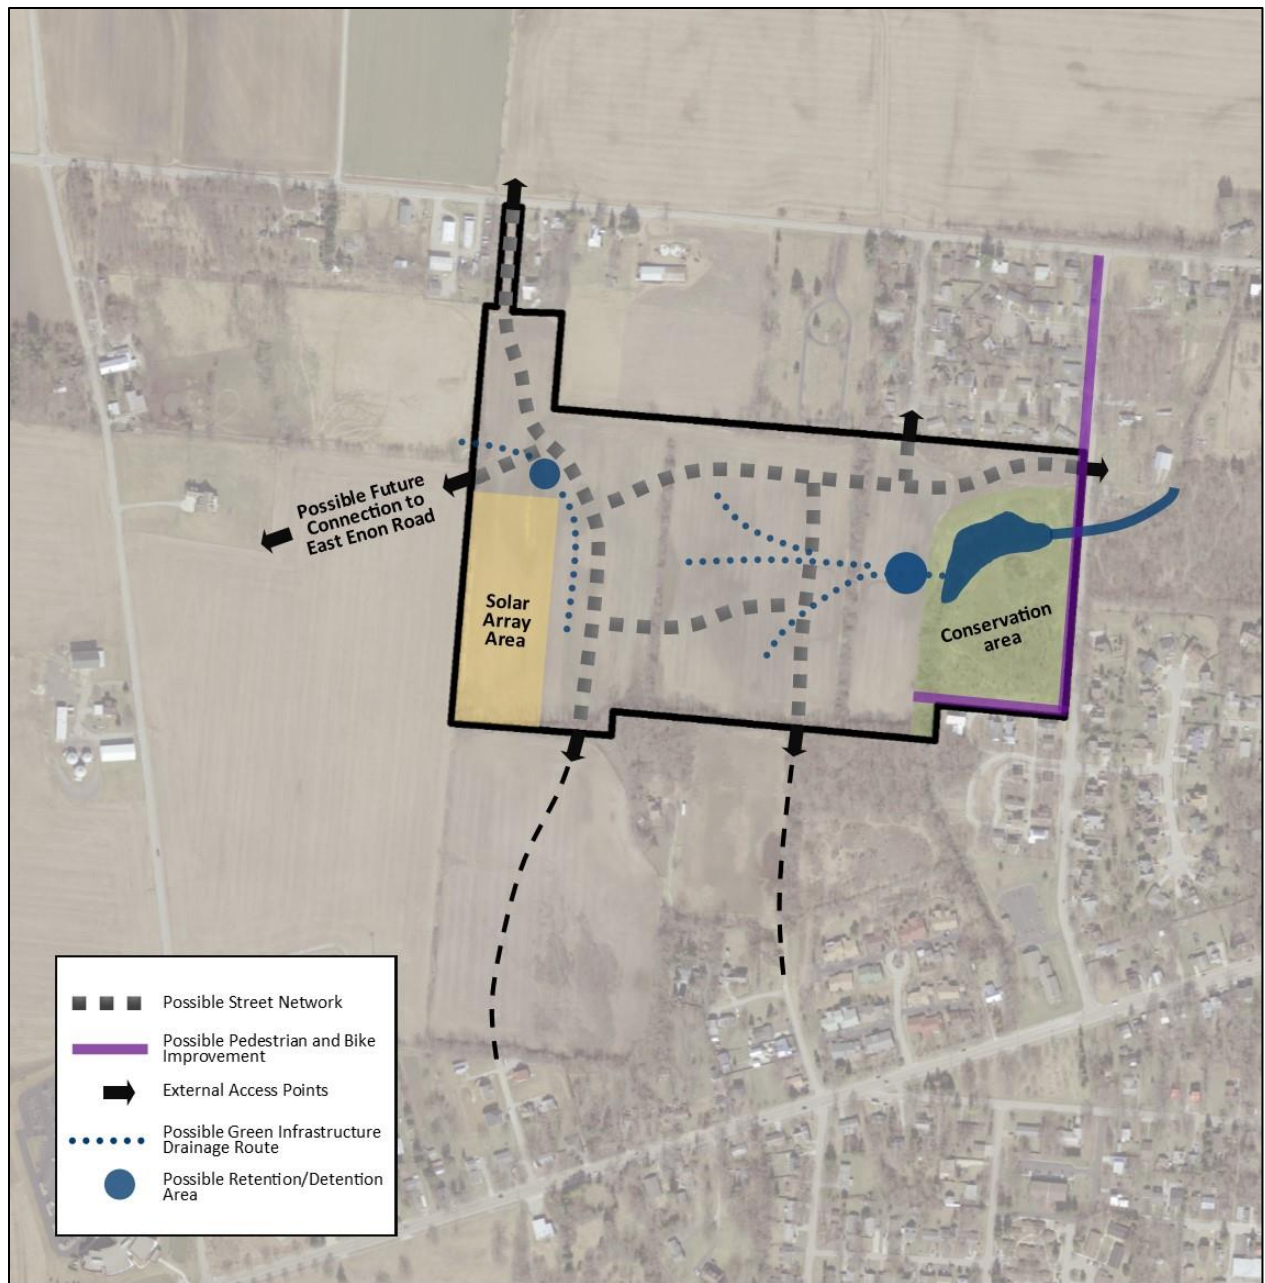 Possible Future
Connection to
East Enon Road
Solar
Array
Area
Conservation
area
Possible Street Network
Possible Pedestrian and Bike
Improvement
External Access Points
Possible Green Infrastructure
Drainage Route
Possible Retention/Detention
Area